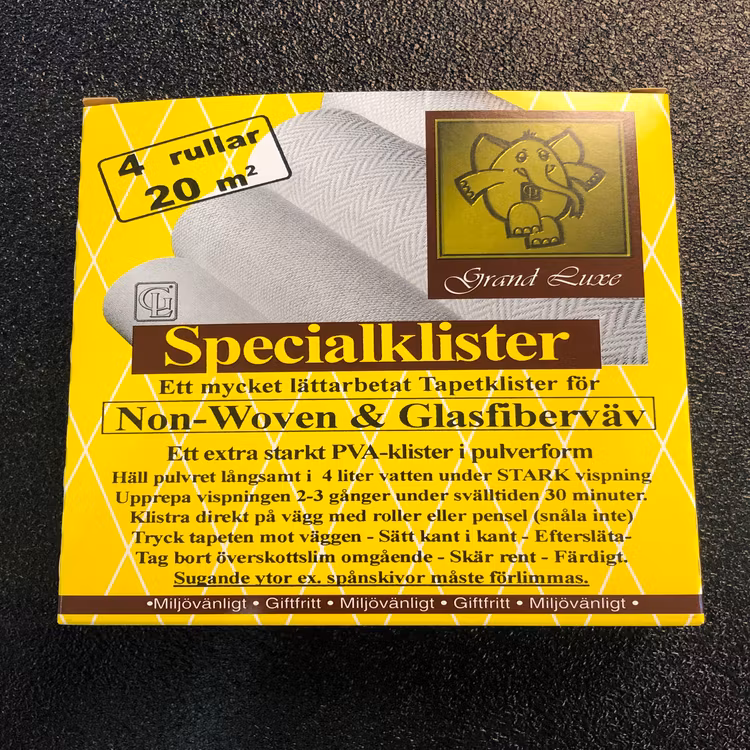 4 rullar
20 m²
GL
Grand Luxe
GL
Specialklister
Ett mycket lättarbetat Tapetklister för
Non-Woven & Glasfiberväv
Ett extra starkt PVA-klister i pulverform
Häll pulvret långsamt i 4 liter vatten under STARK vispning
Upprepa vispningen 2-3 gånger under svälltiden 30 minuter.
Klistra direkt på vägg med roller eller pensel (snåla inte)
Tryck tapeten mot väggen - Sätt kant i kant - Eftersläta-
Tag bort överskottslim omgående - Skär rent - Färdigt.
Sugande ytor ex. spånskivor måste förlimmas.
•Miljövänligt • Giftfritt • Miljövänligt • Giftfritt • Miljövänligt •